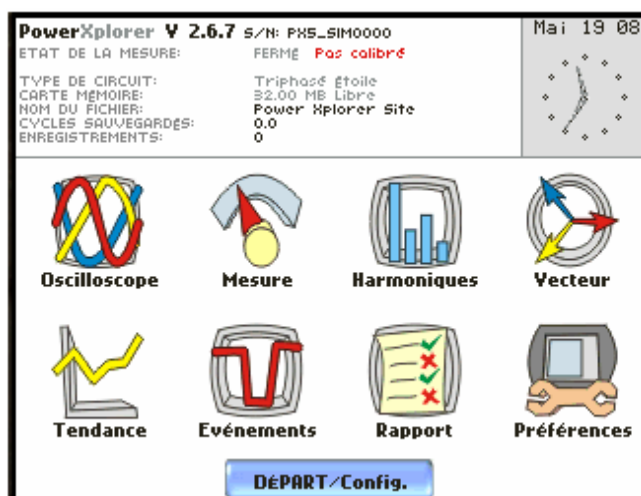 PowerXplorer V 2.6.7 S/N: PX5_SIM0000
Mai 19 08
ETAT DE LA MESURE: FERMÉ Pas calibré
TYPE DE CIRCUIT: Triphasé Étoile
CARTE MÉMOIRE: 32.00 MB Libre
NOM DU FICHIER: Power Xplorer Site
CYCLES SAUVEGARDÉS: 0.0
ENREGISTREMENTS: 0
Oscilloscope Mesure Harmoniques Vecteur
Tendance Evénements Rapport Préférences
DÉPART/Config.